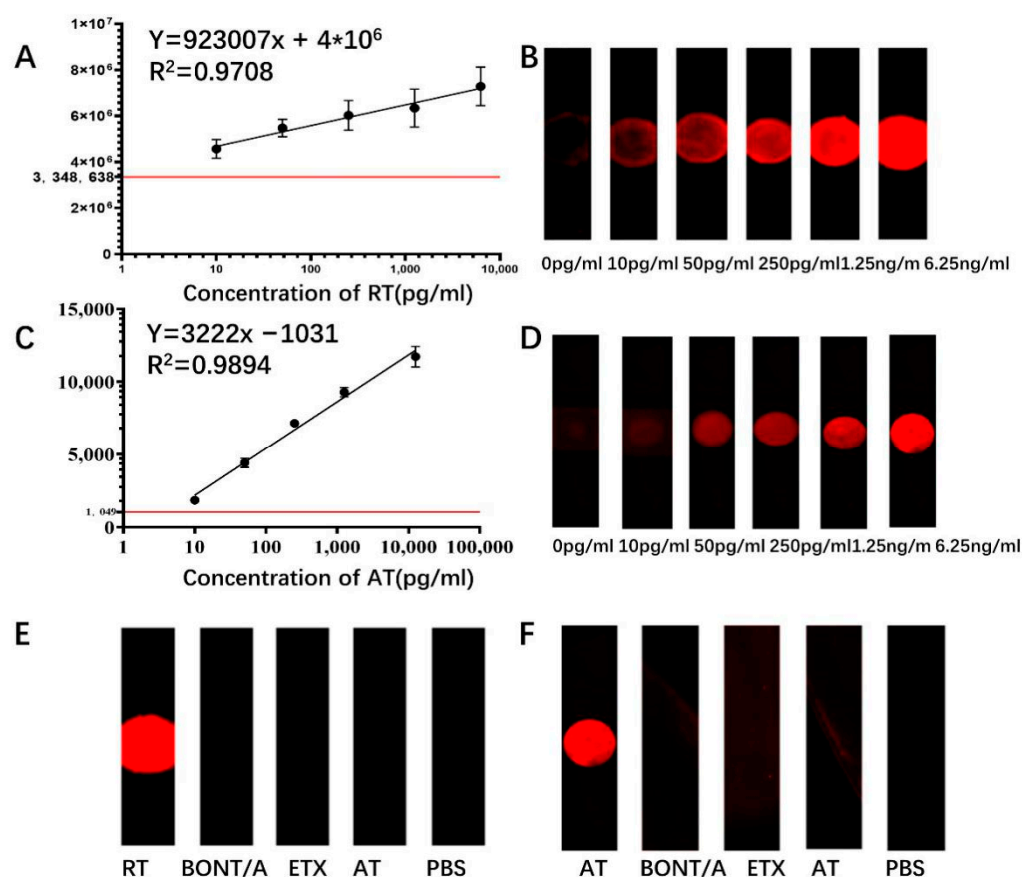 A
Y=923007x + 4*10⁶
R²=0.9708
1×10⁷
8×10⁶
6×10⁶
4×10⁶
3, 348, 638
2×10⁶
0
1 10 100 1,000 10,000
Concentration of RT(pg/ml)
B
0pg/ml 10pg/ml 50pg/ml 250pg/ml1.25ng/m 6.25ng/ml
C
Y=3222x −1031
R²=0.9894
15,000
10,000
5,000
1, 049
0
1 10 100 1,000 10,000 100,000
Concentration of AT(pg/ml)
D
0pg/ml 10pg/ml 50pg/ml 250pg/ml1.25ng/m 6.25ng/ml
E
RT BONT/A ETX AT PBS
F
AT BONT/A ETX AT PBS